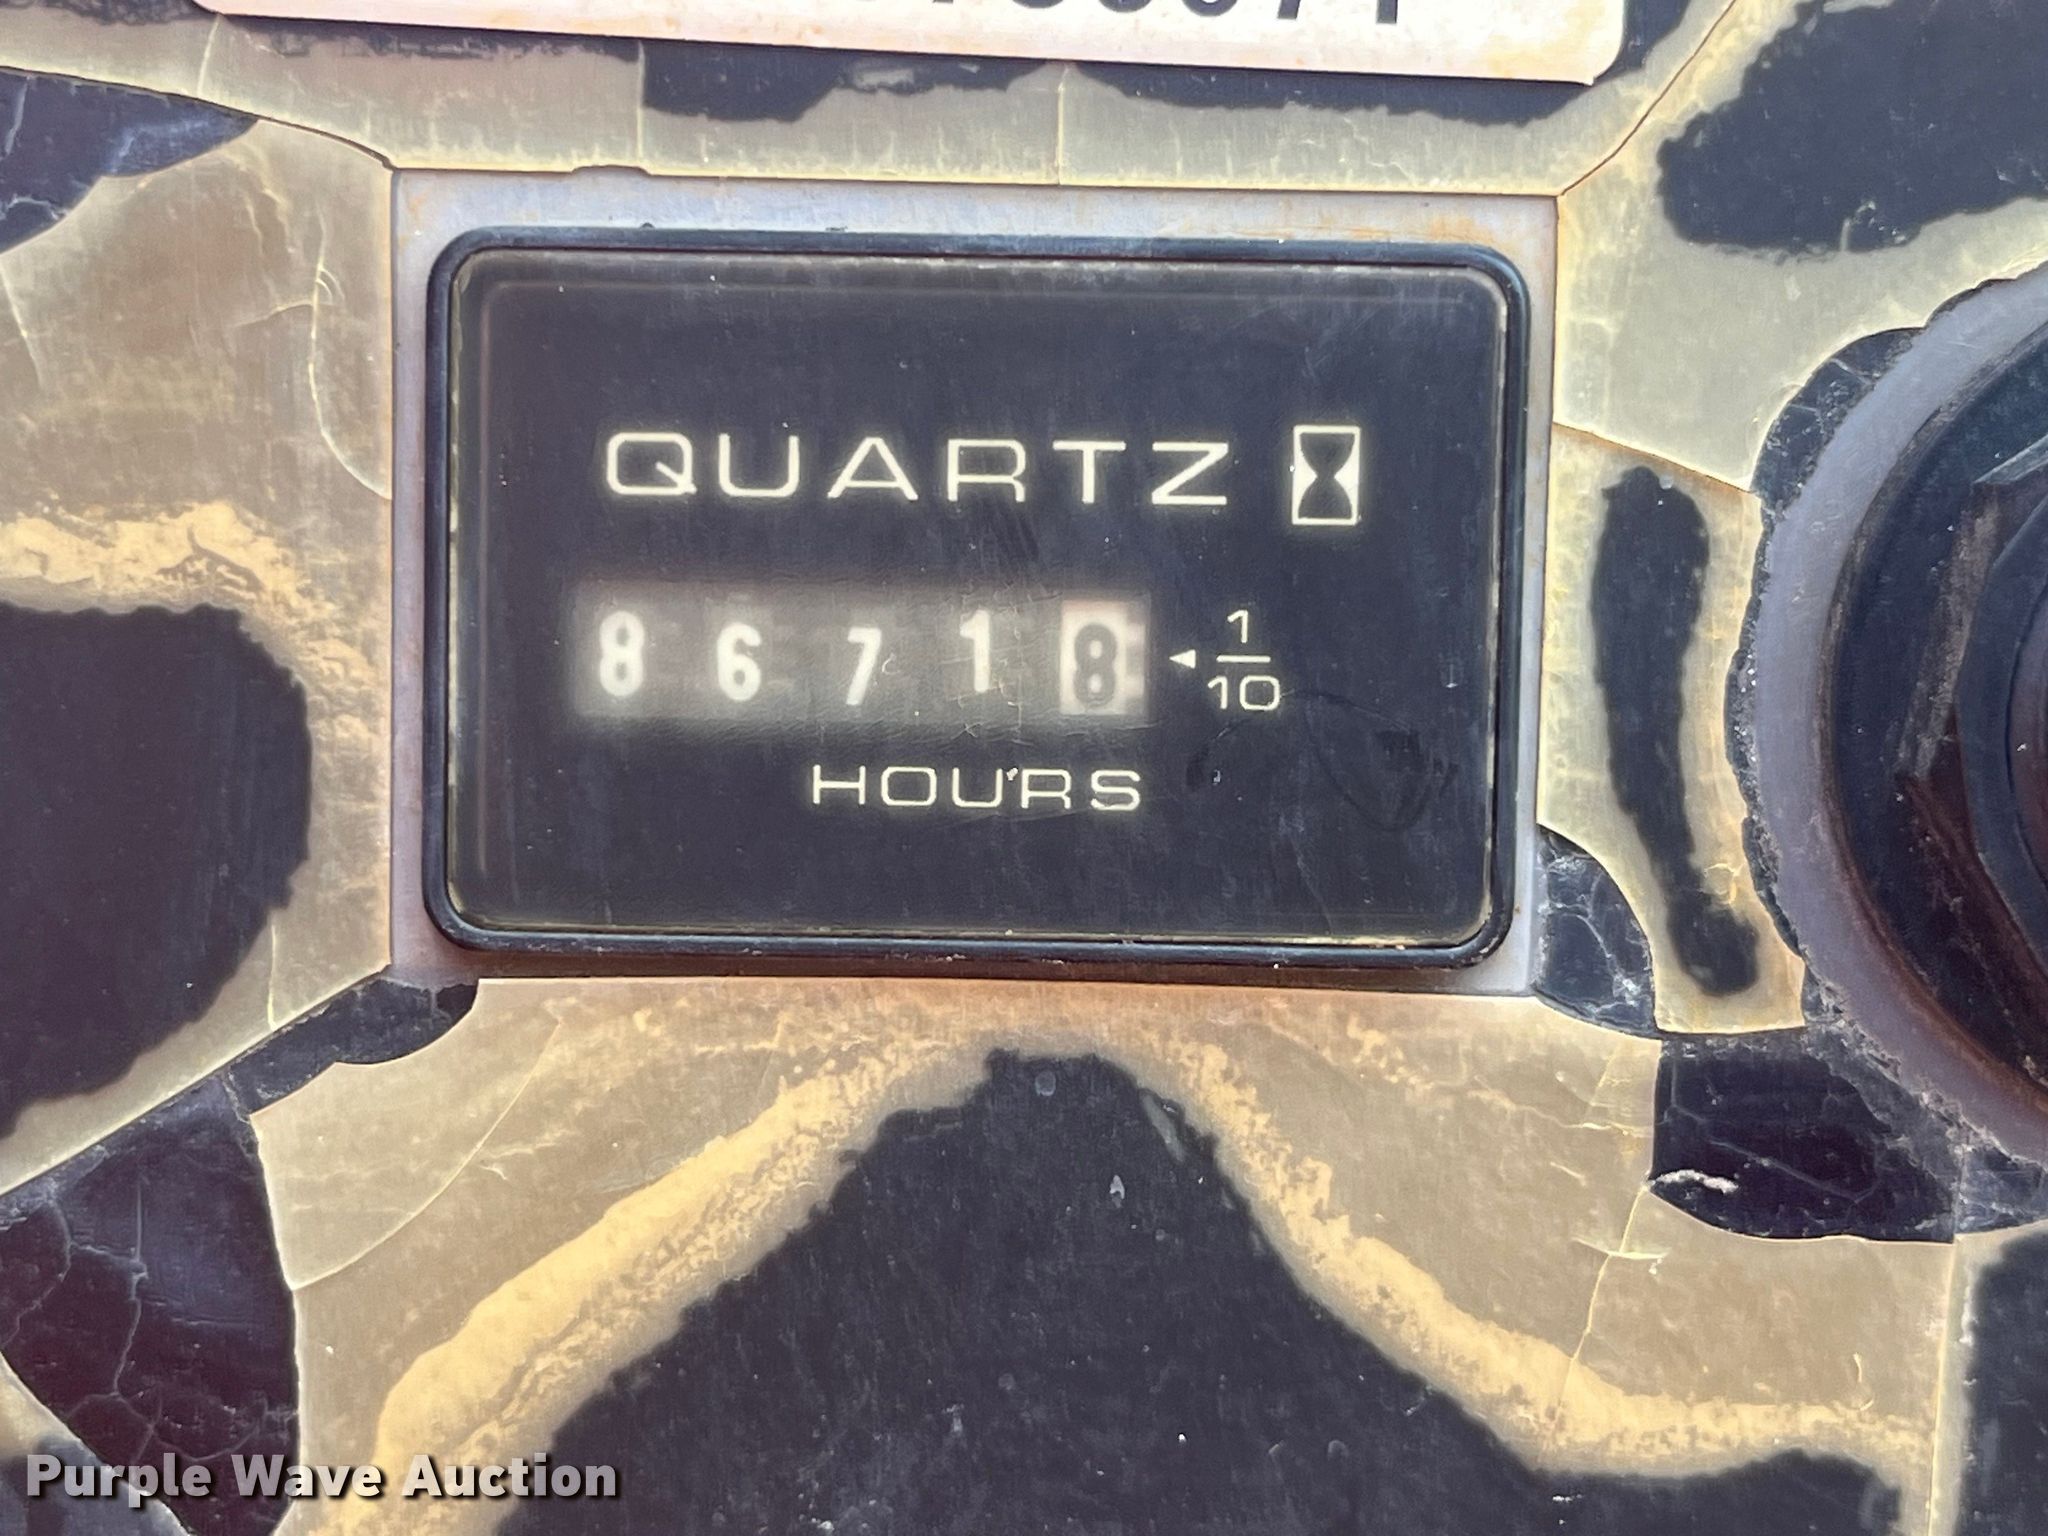 QUARTZ
8 6 7 1 8
1
10
HOURS
Purple Wave Auction